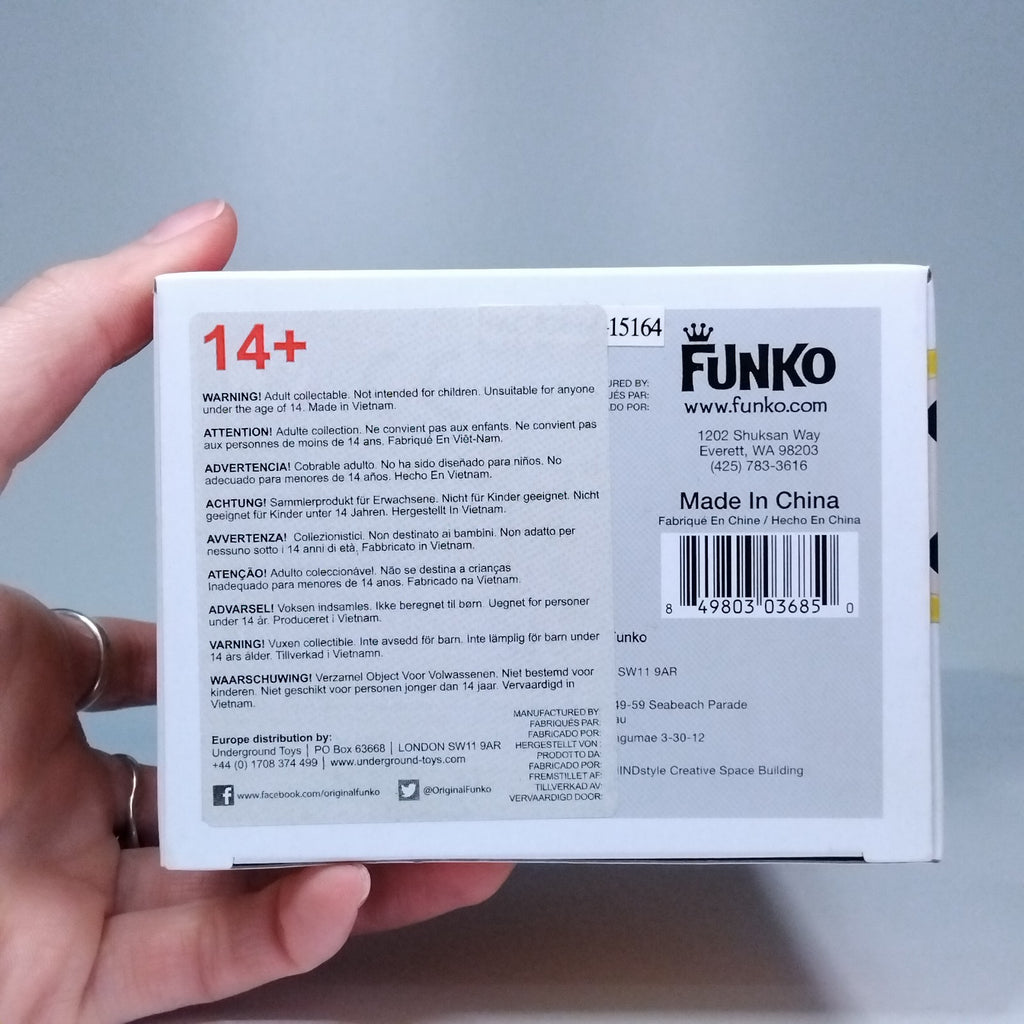 14+
WARNING! Adult collectable. Not intended for children. Unsuitable for anyone
under the age of 14. Made in Vietnam.
ATTENTION! Adulte collection. Ne convient pas aux enfants. Ne convient pas
aux personnes de moins de 14 ans. Fabriqué En Việt-Nam.
ADVERTENCIA! Cobrable adulto. No ha sido diseñado para niños. No
adecuado para menores de 14 años. Hecho En Vietnam.
ACHTUNG! Sammlerprodukt für Erwachsene. Nicht für Kinder geeignet. Nicht
geeignet für Kinder unter 14 Jahren. Hergestellt In Vietnam.
AVVERTENZA! Collezionistici. Non destinato ai bambini. Non adatto per
nessuno sotto i 14 anni di età, Fabbricato in Vietnam.
ATENÇÃO! Adulto coleccionável. Não se destina a crianças
Inadequado para menores de 14 anos. Fabricado na Vietnam.
ADVARSEL! Voksen indsamles. Ikke beregnet til børn. Uegnet for personer
under 14 år. Produceret i Vietnam.
VARNING! Vuxen collectible. Inte avsedd för barn. Inte lämplig för barn under
14 års ålder. Tillverkad i Vietnamn.
WAARSCHUWING! Verzamel Object Voor Volwassenen. Niet bestemd voor
kinderen. Niet geschikt voor personen jonger dan 14 jaar. Vervaardigd in
Vietnam.
Europe distribution by:
Underground Toys | PO Box 63668 | LONDON SW11 9AR
+44 (0) 1708 374 499 | www.underground-toys.com
www.facebook.com/originalfunko @OriginalFunko
MANUFACTURED BY:
FABRIQUÉS PAR:
FABRICADO POR:
HERGESTELLT VON:
PRODOTTO DA:
FABRICADO POR:
FREMSTILLET AF:
TILLVERKAD AV:
VERVAARDIGD DOOR:
-15164
URED BY:
UÉS PAR:
DO POR:
FUNKO
www.funko.com
1202 Shuksan Way
Everett, WA 98203
(425) 783-3616
Made In China
Fabriqué En Chine / Hecho En China
8 49803 03685 0
Funko
SW11 9AR
49-59 Seabeach Parade
au
agumae 3-30-12
INDstyle Creative Space Building